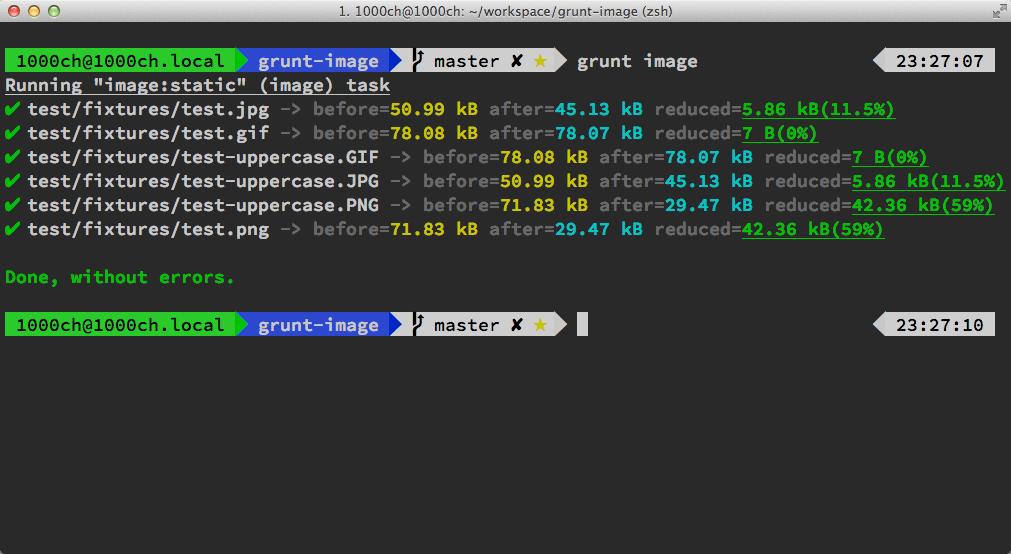 1. 1000ch@1000ch: ~/workspace/grunt-image (zsh)
1000ch@1000ch.local grunt-image master ✘ ★ grunt image 23:27:07
Running "image:static" (image) task
✔ test/fixtures/test.jpg -> before=50.99 kB after=45.13 kB reduced=5.86 kB(11.5%)
✔ test/fixtures/test.gif -> before=78.08 kB after=78.07 kB reduced=7 B(0%)
✔ test/fixtures/test-uppercase.GIF -> before=78.08 kB after=78.07 kB reduced=7 B(0%)
✔ test/fixtures/test-uppercase.JPG -> before=50.99 kB after=45.13 kB reduced=5.86 kB(11.5%)
✔ test/fixtures/test-uppercase.PNG -> before=71.83 kB after=29.47 kB reduced=42.36 kB(59%)
✔ test/fixtures/test.png -> before=71.83 kB after=29.47 kB reduced=42.36 kB(59%)
Done, without errors.
1000ch@1000ch.local grunt-image master ✘ ★ 23:27:10